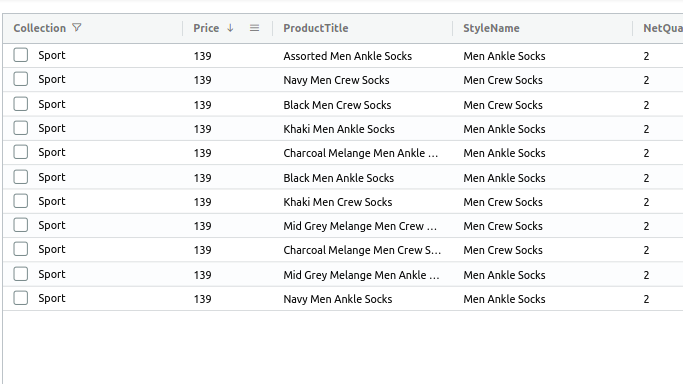 Collection Price ProductTitle StyleName NetQua
Sport 139 Assorted Men Ankle Socks Men Ankle Socks 2
Sport 139 Navy Men Crew Socks Men Crew Socks 2
Sport 139 Black Men Crew Socks Men Crew Socks 2
Sport 139 Khaki Men Ankle Socks Men Ankle Socks 2
Sport 139 Charcoal Melange Men Ankle ... Men Ankle Socks 2
Sport 139 Black Men Ankle Socks Men Ankle Socks 2
Sport 139 Khaki Men Crew Socks Men Crew Socks 2
Sport 139 Mid Grey Melange Men Crew ... Men Crew Socks 2
Sport 139 Charcoal Melange Men Crew S... Men Crew Socks 2
Sport 139 Mid Grey Melange Men Ankle ... Men Ankle Socks 2
Sport 139 Navy Men Ankle Socks Men Ankle Socks 2